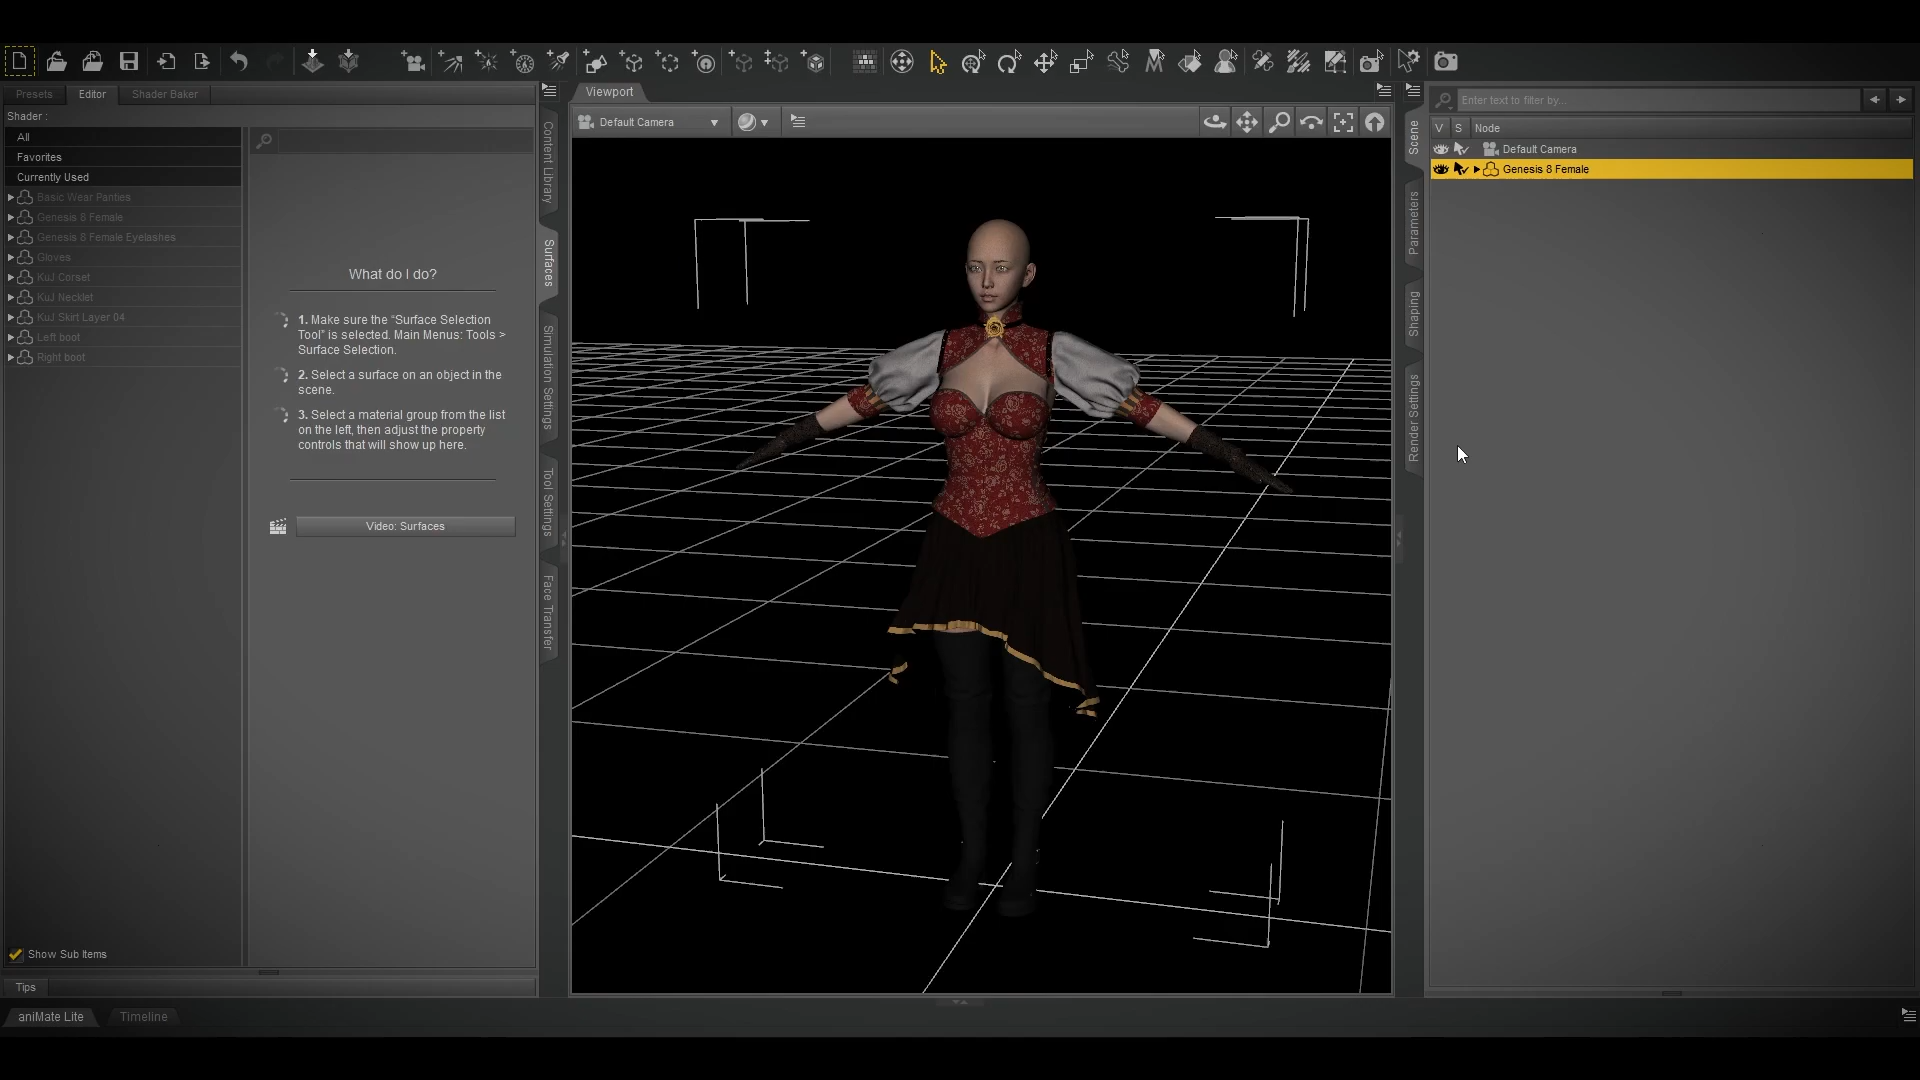 Presets
Editor
Shader Baker
Shader :
All
Favorites
Currently Used
Basic Wear Panties
Genesis 8 Female
Genesis 8 Female Eyelashes
Gloves
KuJ Corset
KuJ Necklet
KuJ Skirt Layer 04
Left boot
Right boot
Show Sub Items
Tips
aniMate Lite
Timeline
What do I do?
1. Make sure the “Surface Selection
Tool” is selected. Main Menus: Tools >
Surface Selection.
2. Select a surface on an object in the
scene.
3. Select a material group from the list
on the left, then adjust the property
controls that will show up here.
Video: Surfaces
Content Library
Surfaces
Simulation Settings
Tool Settings
Face Transfer
Viewport
Default Camera
Scene
Parameters
Shaping
Render Settings
Enter text to filter by...
V S Node
Default Camera
Genesis 8 Female